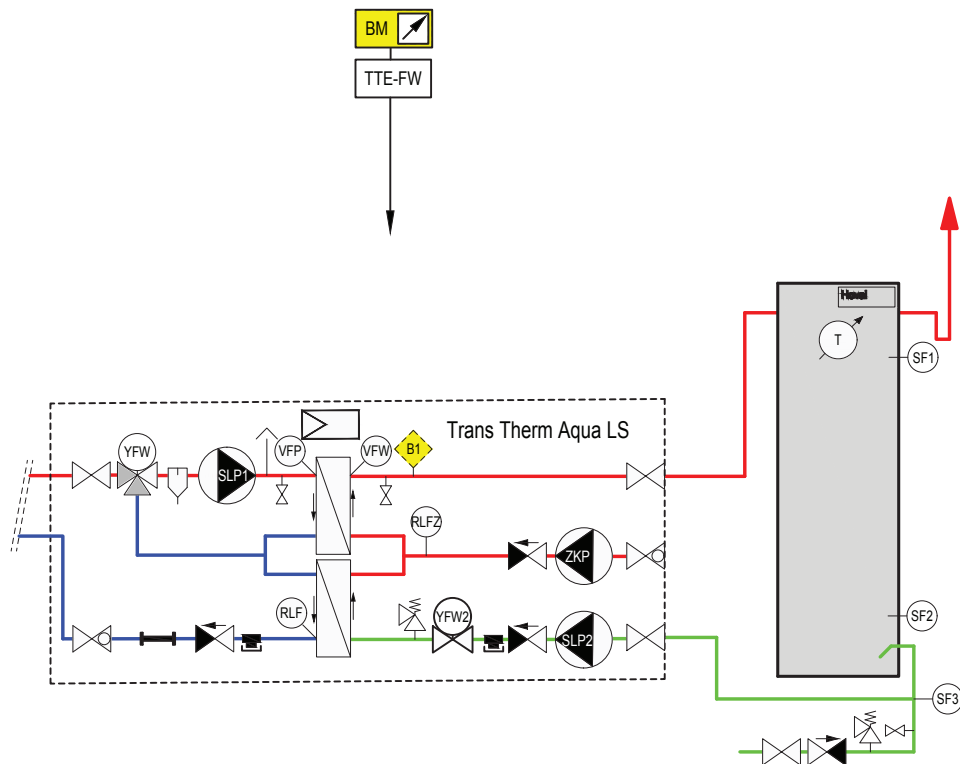 BM
TTE-FW
Hoval
T
SF1
Trans Therm Aqua LS
YFW
VFP
VFW
B1
SLP1
RLFZ
ZKP
RLF
YFW2
SLP2
SF2
SF3